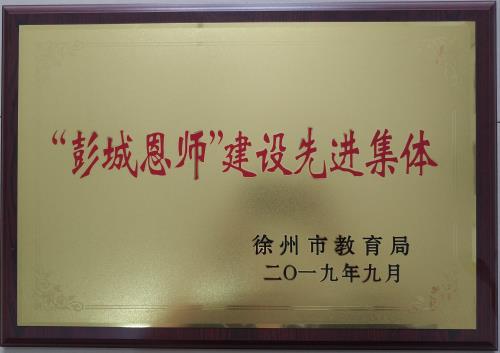 “彭城恩师”建设先进集体
徐州市教育局
二〇一九年九月